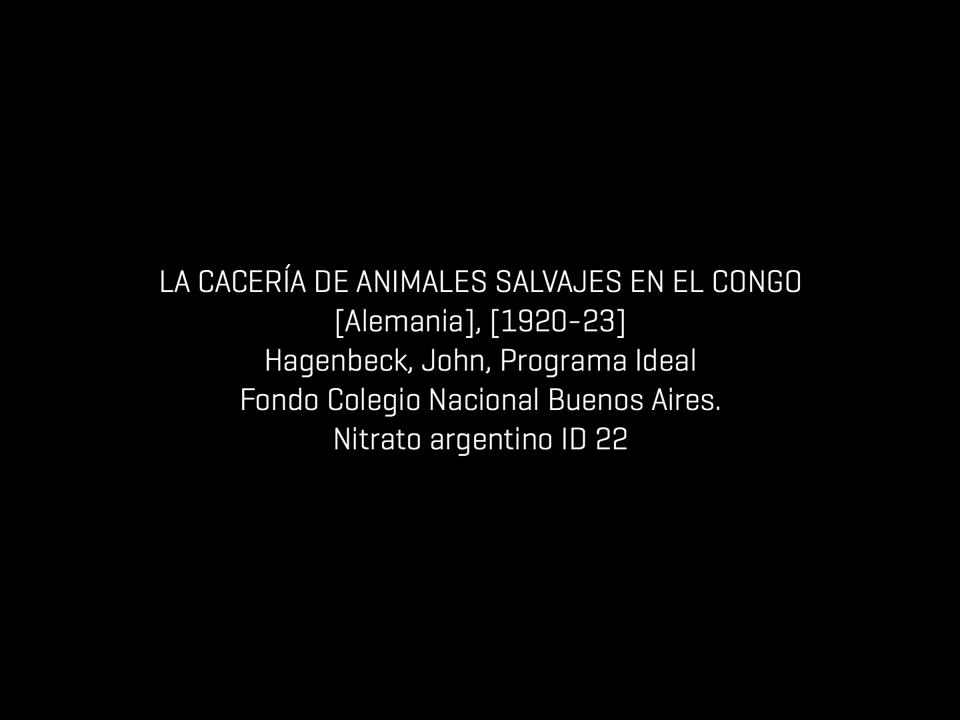 LA CACERÍA DE ANIMALES SALVAJES EN EL CONGO
[Alemania], [1920-23]
Hagenbeck, John, Programa Ideal
Fondo Colegio Nacional Buenos Aires.
Nitrato argentino ID 22